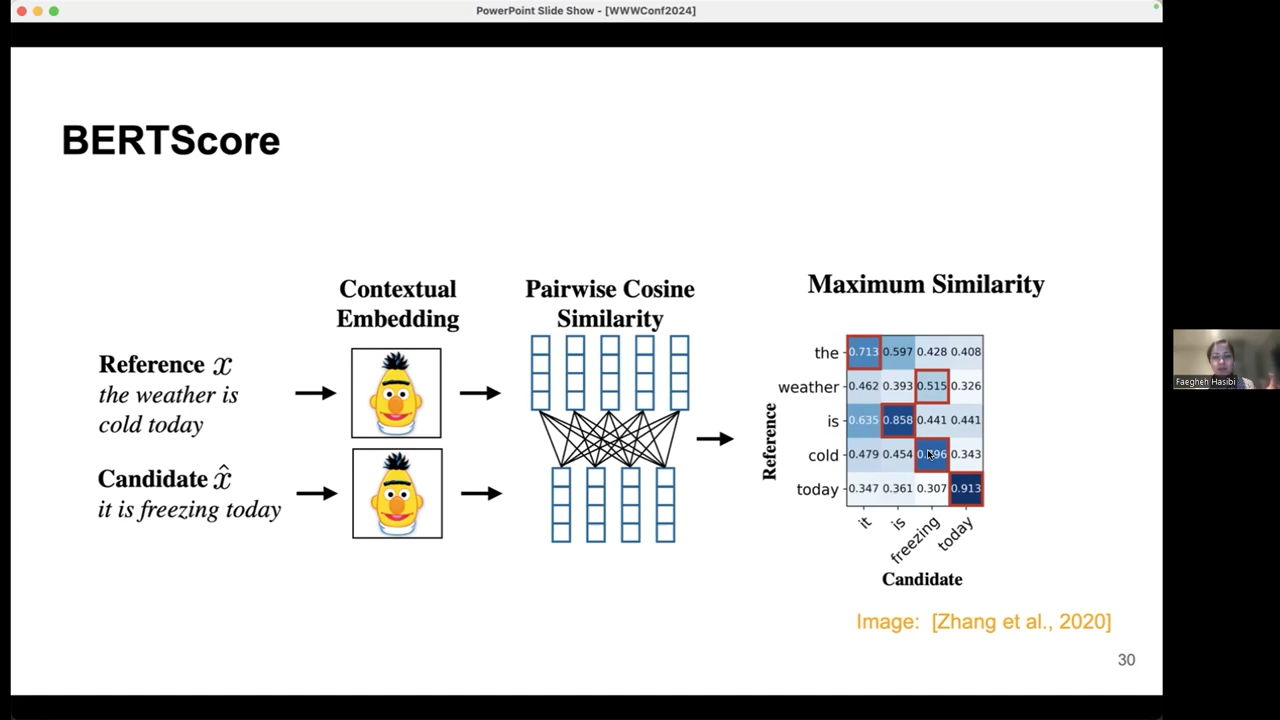 PowerPoint Slide Show - [WWWConf2024]
BERTScore
Contextual
Embedding
Pairwise Cosine
Similarity
Maximum Similarity
Reference x
the weather is
cold today
Candidate x̂
it is freezing today
Reference
the 0.713 0.597 0.428 0.408
weather 0.462 0.393 0.515 0.326
is 0.635 0.858 0.441 0.441
cold 0.479 0.454 0.343
today 0.347 0.361 0.307 0.913
it is freezing today
Candidate
Image: [Zhang et al., 2020]
30
Faegheh Hasibi